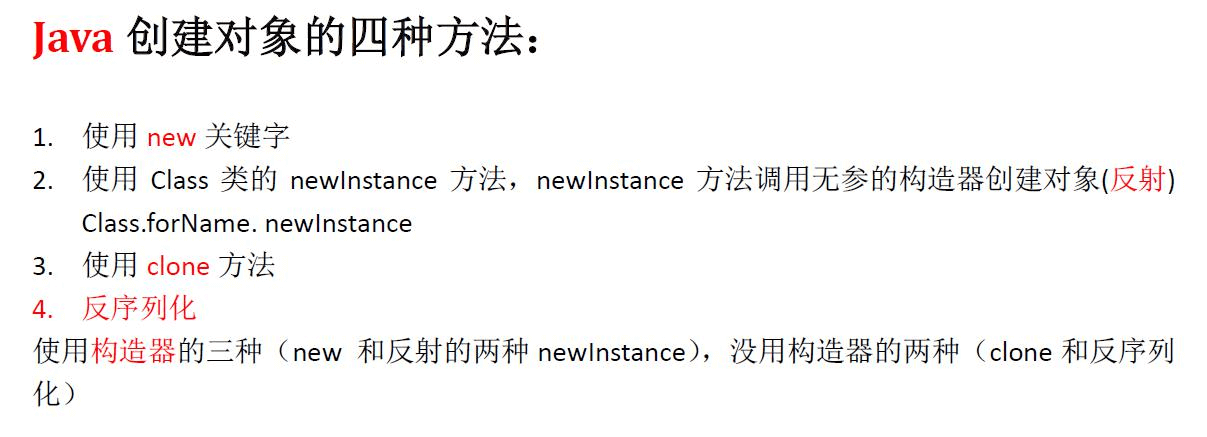 Java 创建对象的四种方法：
1. 使用 new 关键字
2. 使用 Class 类的 newInstance 方法，newInstance 方法调用无参的构造器创建对象(反射)
Class.forName. newInstance
3. 使用 clone 方法
4. 反序列化
使用构造器的三种（new 和反射的两种 newInstance），没用构造器的两种（clone 和反序列
化）